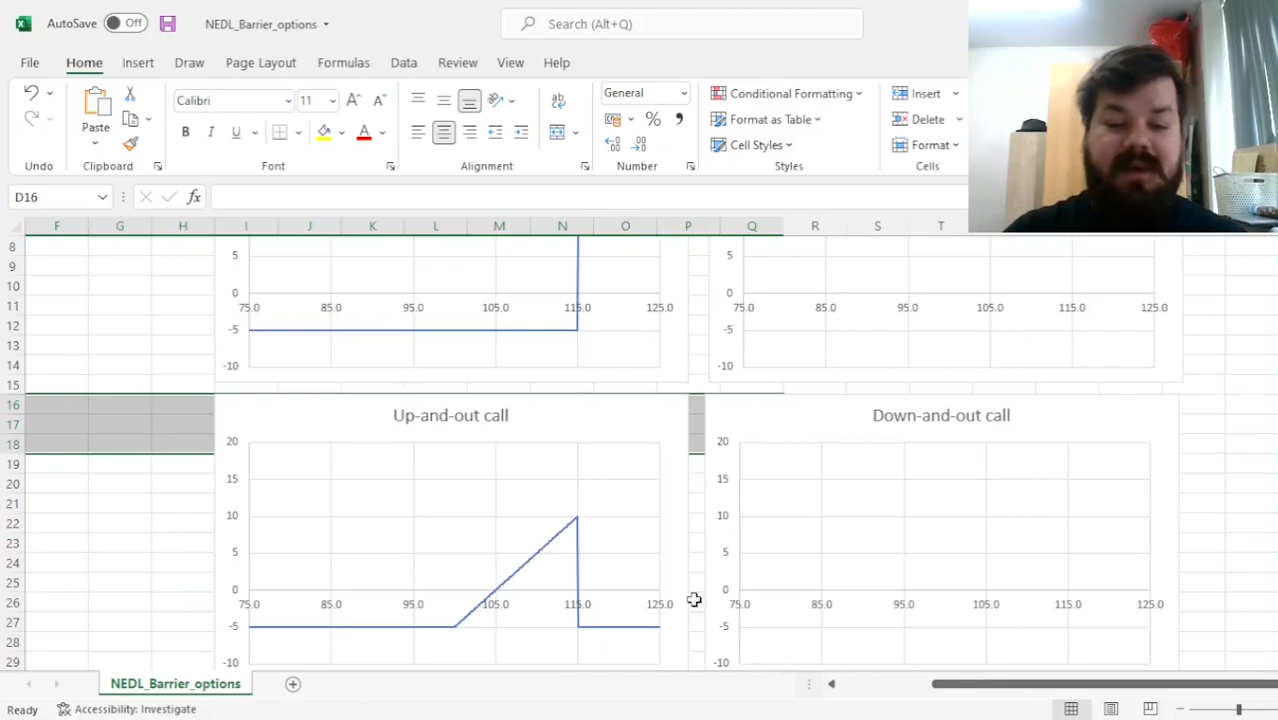 AutoSave Off NEDL_Barrier_options Search (Alt+Q)
File Home Insert Draw Page Layout Formulas Data Review View Help
Paste Calibri 11 B I U General Conditional Formatting Format as Table Cell Styles Insert Delete Format
Undo Clipboard Font Alignment Number Styles Cells
D16 fx
F G H I J K L M N O P Q R S T
8 5 5
9
10 0 0
11 75.0 85.0 95.0 105.0 115.0 125.0 75.0 85.0 95.0 105.0 115.0 125.0
12 -5 -5
13
14 -10 -10
15
16 Up-and-out call Down-and-out call
17
18 20 20
19
20 15 15
21
22 10 10
23
24 5 5
25
26 0 0
75.0 85.0 95.0 105.0 115.0 125.0 75.0 85.0 95.0 105.0 115.0 125.0
27 -5 -5
28
29 -10 -10
NEDL_Barrier_options
Ready Accessibility: Investigate